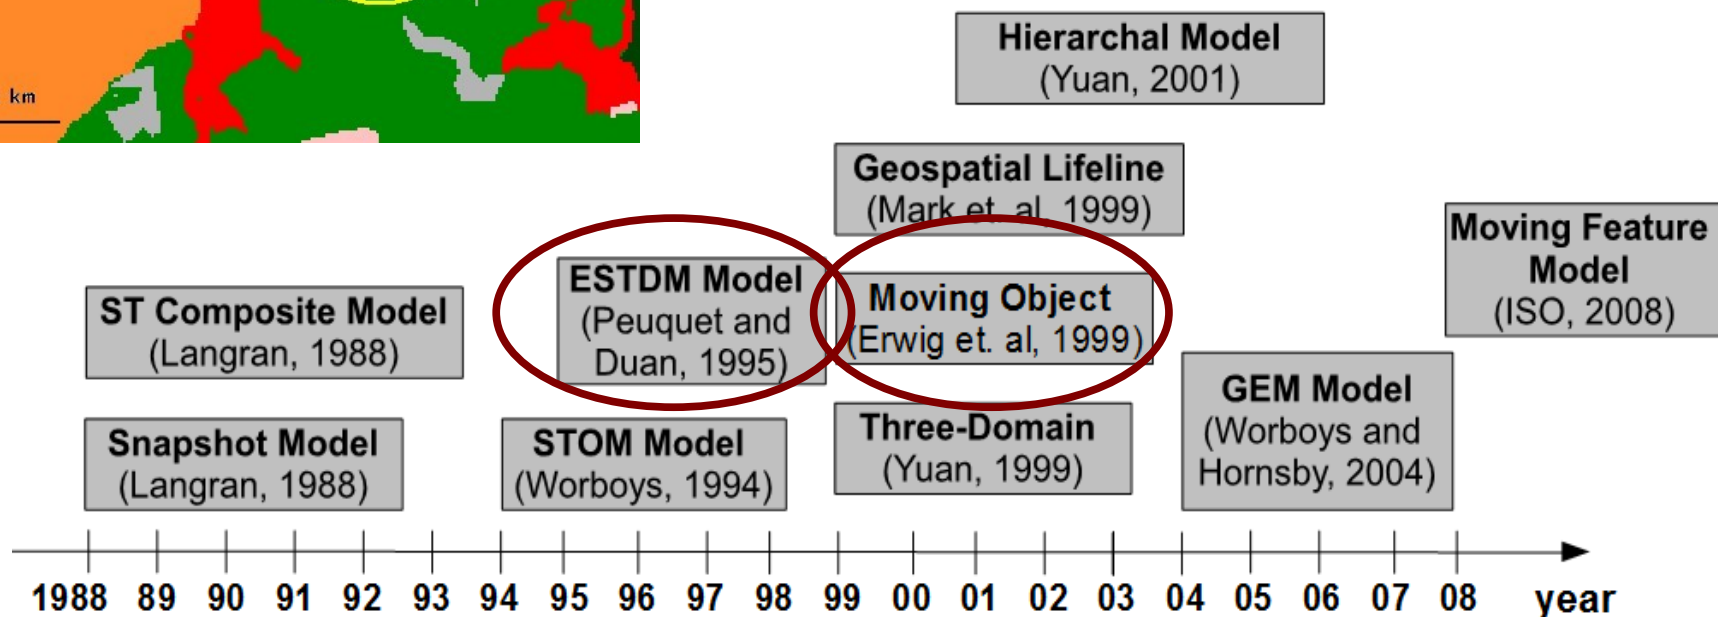 km
Hierarchal Model
(Yuan, 2001)
Geospatial Lifeline
(Mark et. al, 1999)
Moving Feature
Model
(ISO, 2008)
ESTDM Model
(Peuquet and
Duan, 1995)
Moving Object
(Erwig et. al, 1999)
ST Composite Model
(Langran, 1988)
GEM Model
(Worboys and
Hornsby, 2004)
Snapshot Model
(Langran, 1988)
STOM Model
(Worboys, 1994)
Three-Domain
(Yuan, 1999)
1988 89 90 91 92 93 94 95 96 97 98 99 00 01 02 03 04 05 06 07 08 year